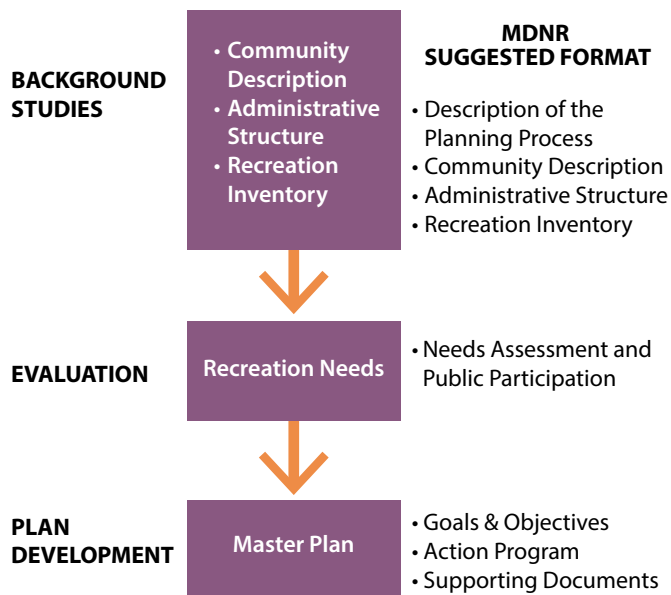 BACKGROUND
STUDIES
• Community
Description
• Administrative
Structure
• Recreation
Inventory
MDNR
SUGGESTED FORMAT
• Description of the
Planning Process
• Community Description
• Administrative Structure
• Recreation Inventory
EVALUATION
Recreation Needs
• Needs Assessment and
Public Participation
PLAN
DEVELOPMENT
Master Plan
• Goals & Objectives
• Action Program
• Supporting Documents